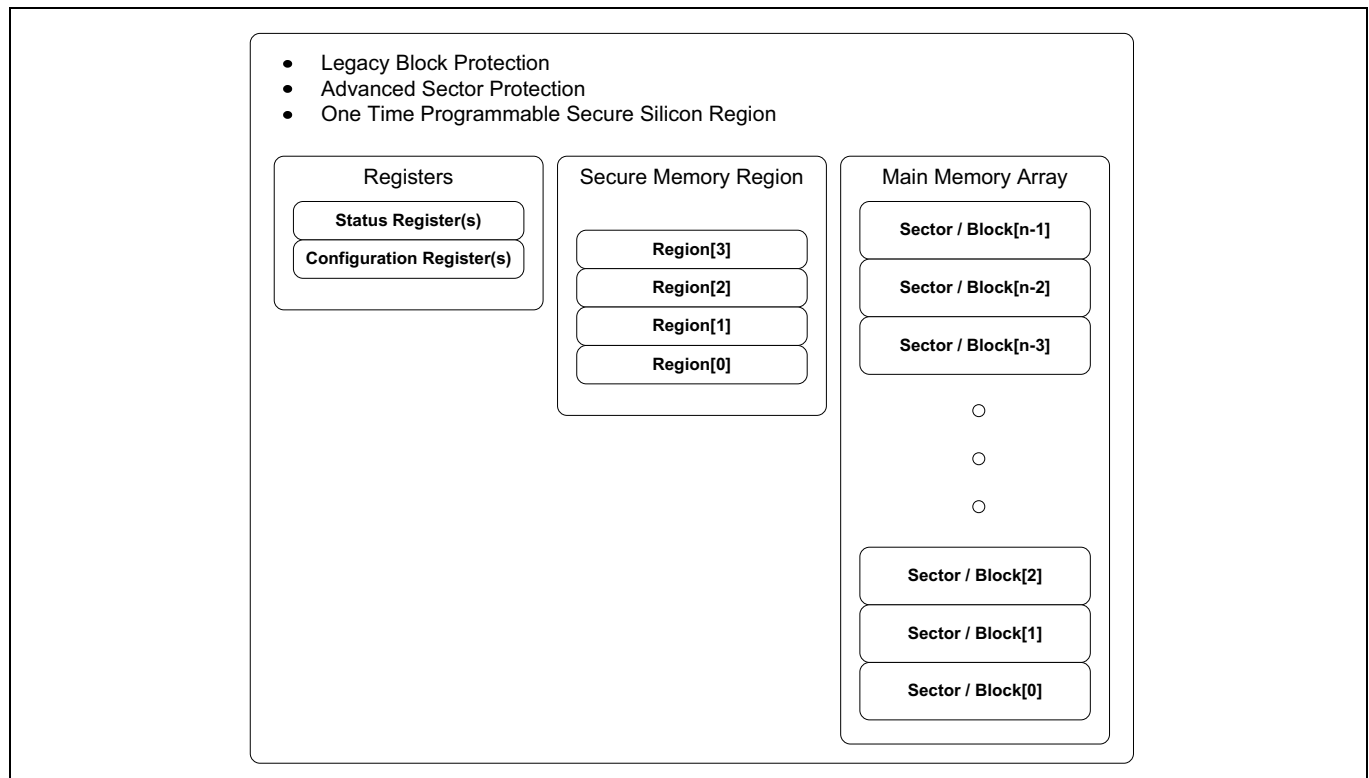 • Legacy Block Protection
• Advanced Sector Protection
• One Time Programmable Secure Silicon Region
Registers
Status Register(s)
Configuration Register(s)
Secure Memory Region
Region[3]
Region[2]
Region[1]
Region[0]
Main Memory Array
Sector / Block[n-1]
Sector / Block[n-2]
Sector / Block[n-3]
Sector / Block[2]
Sector / Block[1]
Sector / Block[0]